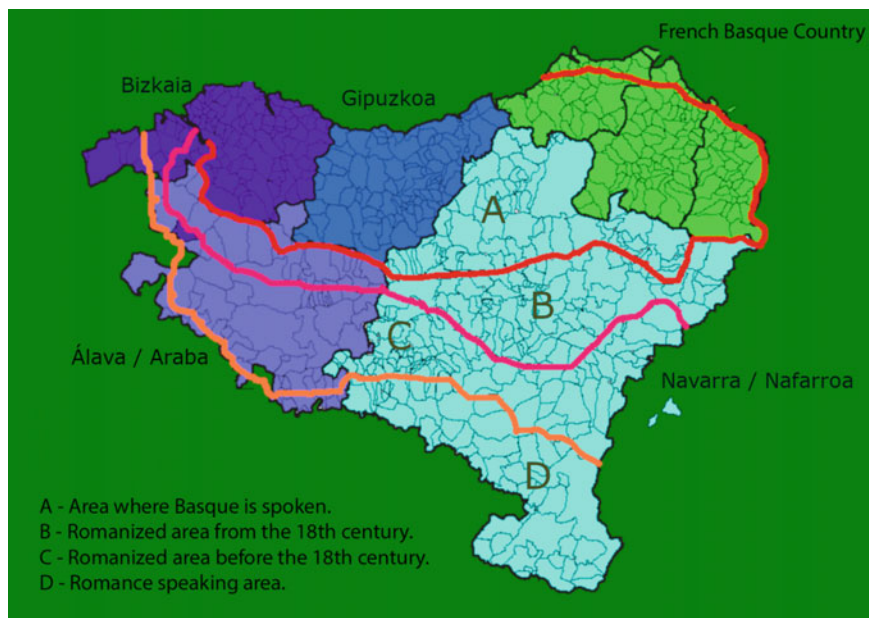 French Basque Country
Bizkaia
Gipuzkoa
A
B
C
Álava / Araba
Navarra / Nafarroa
D
A - Area where Basque is spoken.
B - Romanized area from the 18th century.
C - Romanized area before the 18th century.
D - Romance speaking area.